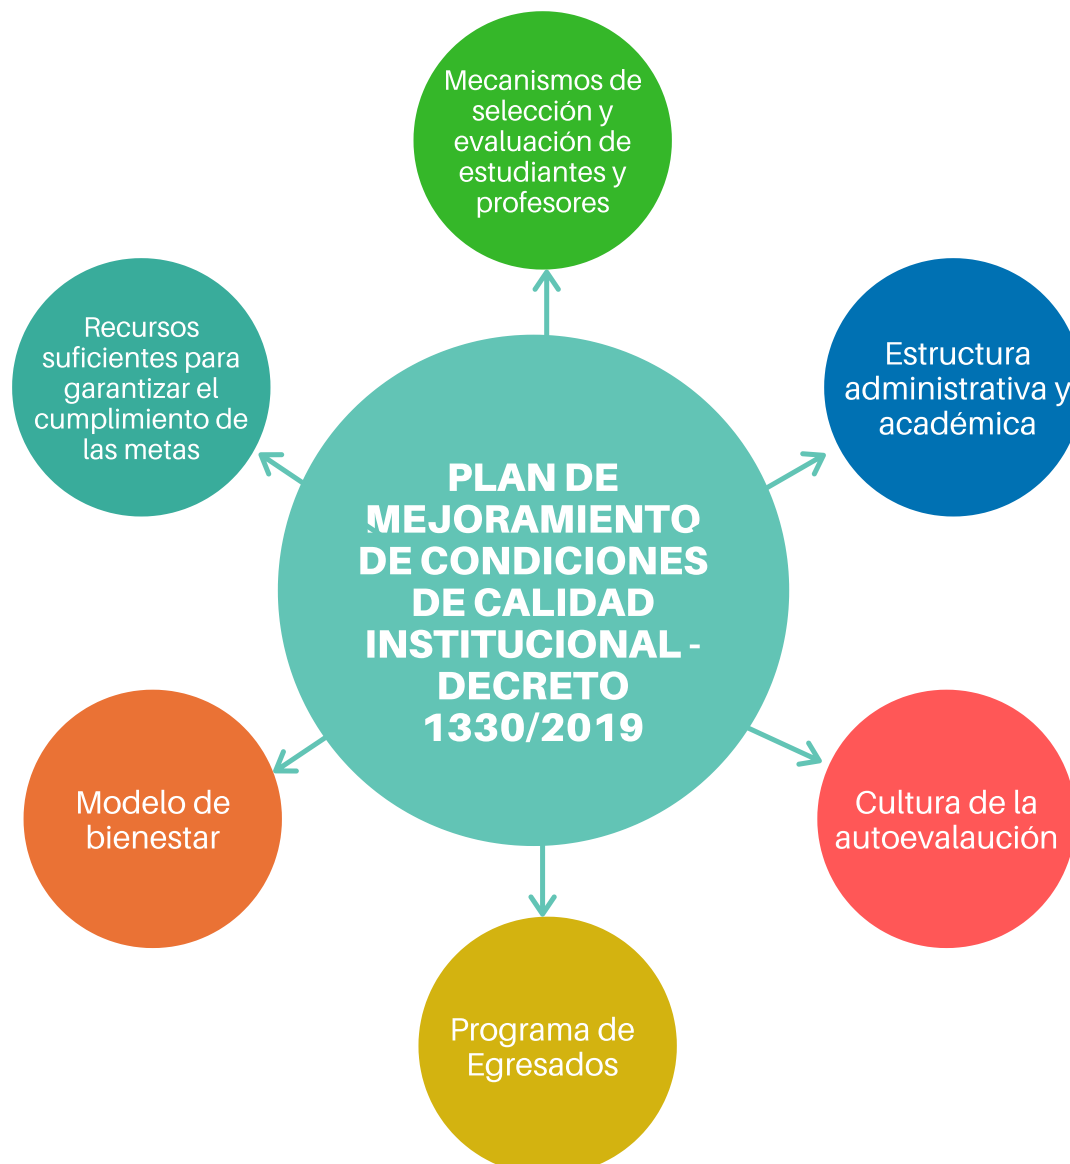 Mecanismos de
selección y
evaluación de
estudiantes y
profesores
Recursos
suficientes para
garantizar el
cumplimiento de
las metas
Estructura
administrativa y
académica
PLAN DE
MEJORAMIENTO
DE CONDICIONES
DE CALIDAD
INSTITUCIONAL -
DECRETO
1330/2019
Modelo de
bienestar
Cultura de la
autoevalaución
Programa de
Egresados